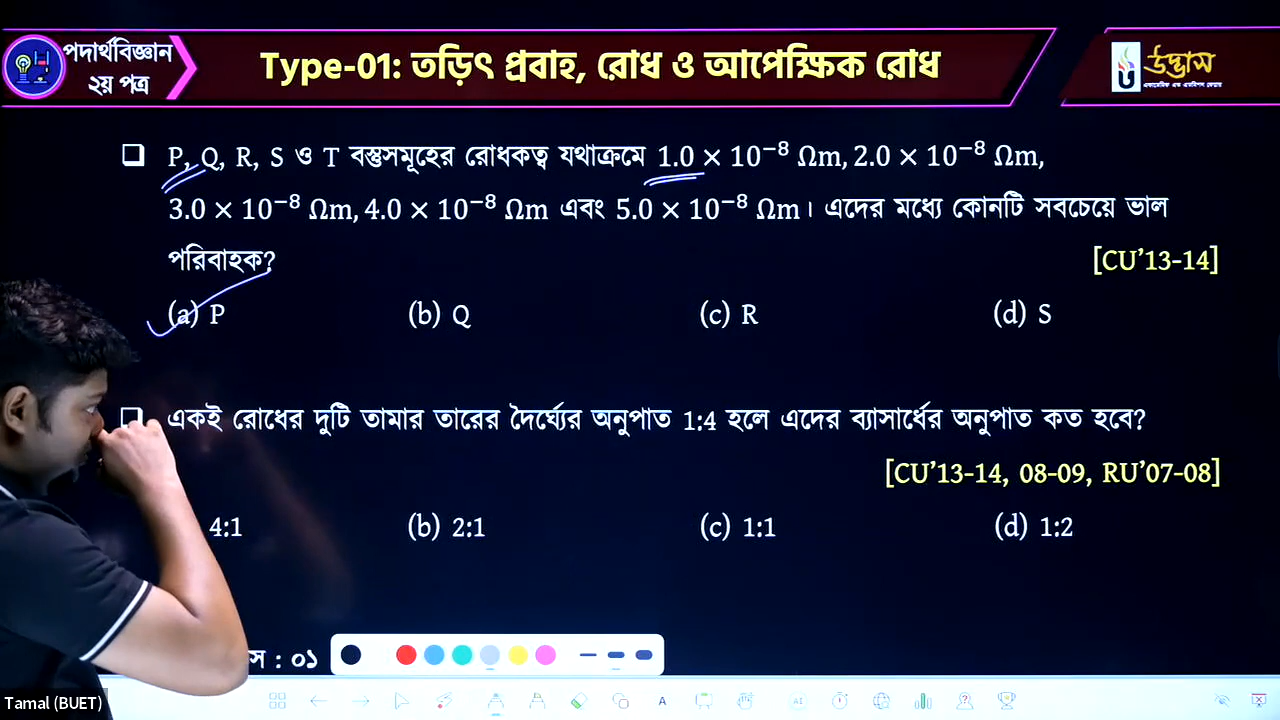 পদার্থবিজ্ঞান
২য় পত্র
Type-01: তড়িৎ প্রবাহ, রোধ ও আপেক্ষিক রোধ
উদ্ভাস
❑ P, Q, R, S ও T বস্তুসমূহের রোধকত্ব যথাক্রমে 1.0 × 10⁻⁸ Ωm, 2.0 × 10⁻⁸ Ωm,
3.0 × 10⁻⁸ Ωm, 4.0 × 10⁻⁸ Ωm এবং 5.0 × 10⁻⁸ Ωm। এদের মধ্যে কোনটি সবচেয়ে ভাল
পরিবাহক? [CU’13-14]
(a) P (b) Q (c) R (d) S
❑ একই রোধের দুটি তামার তারের দৈর্ঘ্যের অনুপাত 1:4 হলে এদের ব্যাসার্ধের অনুপাত কত হবে?
[CU’13-14, 08-09, RU’07-08]
4:1 (b) 2:1 (c) 1:1 (d) 1:2
স : ০১
A AI
Tamal (BUET)